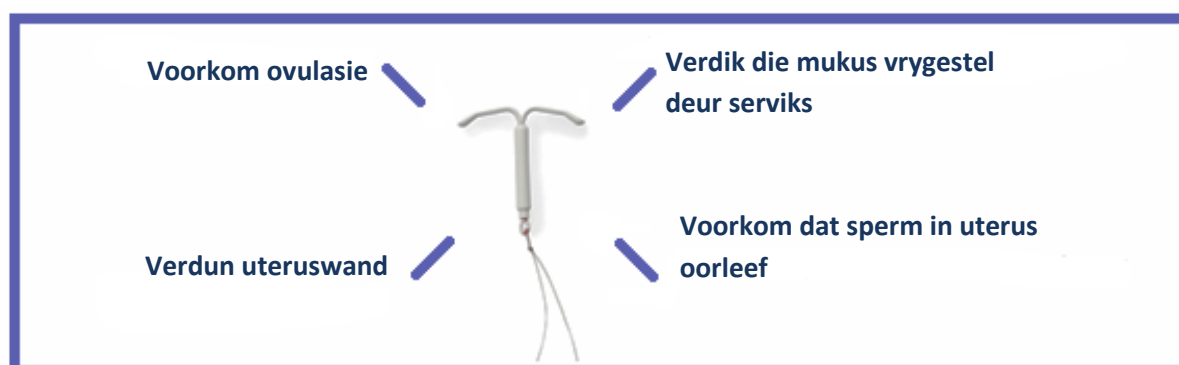 Voorkom ovulasie
Verdik die mukus vrygestel
deur serviks
Verdun uteruswand
Voorkom dat sperm in uterus
oorleef